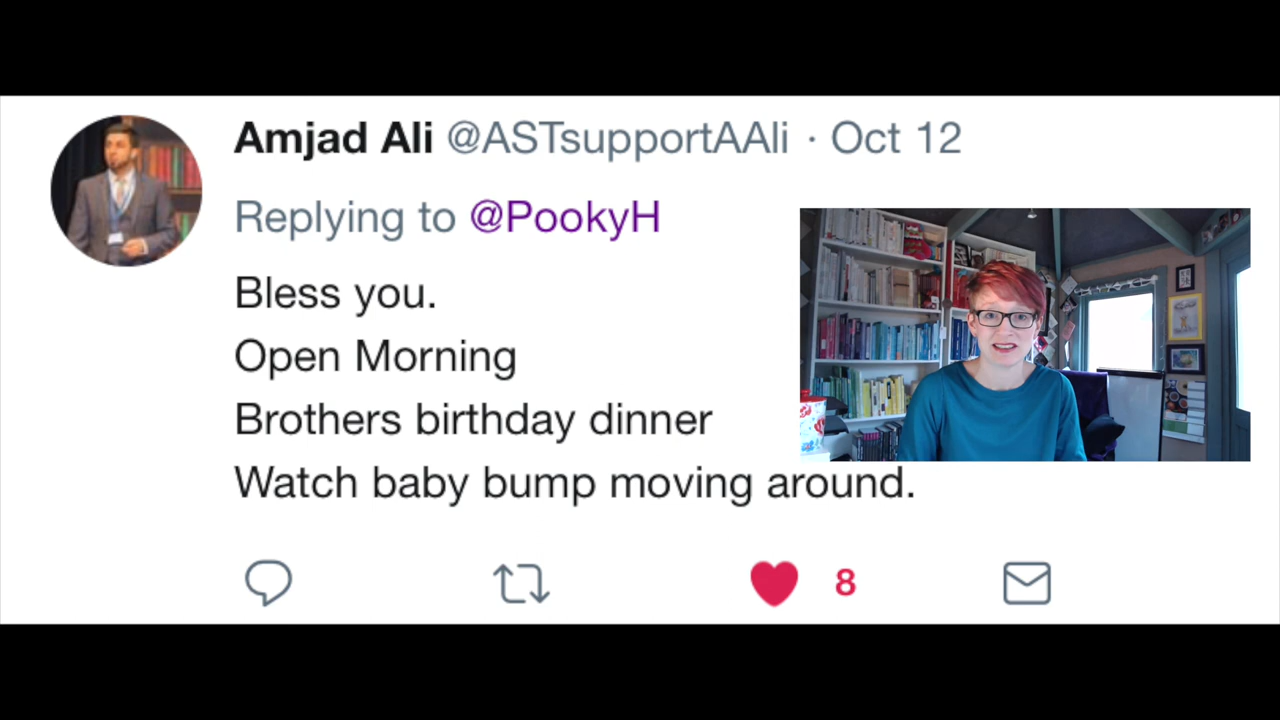 Amjad Ali @ASTsupportAAli · Oct 12
Replying to @PookyH
Bless you.
Open Morning
Brothers birthday dinner
Watch baby bump moving around.
8